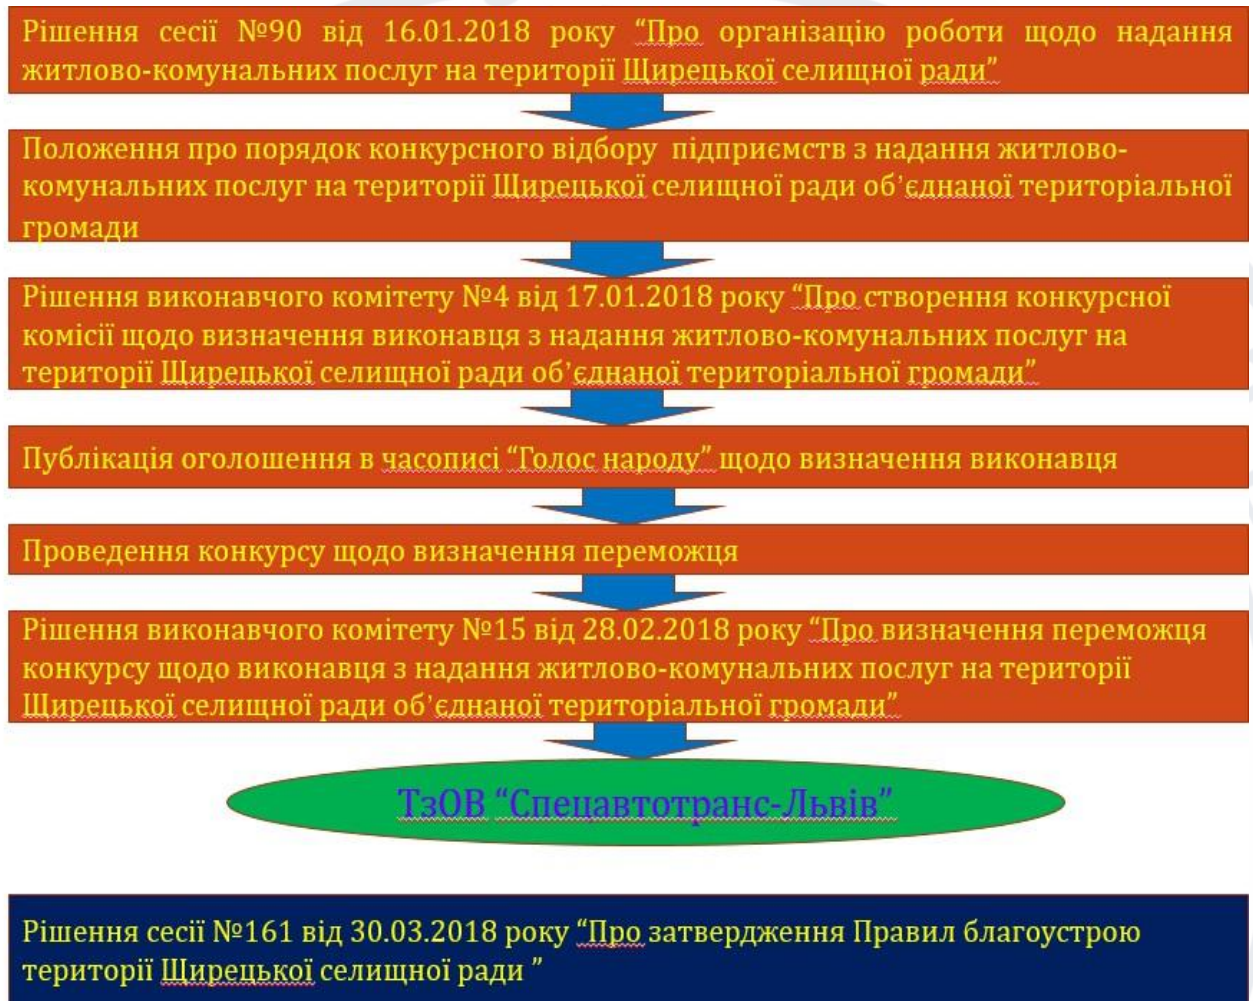 Рішення сесії №90 від 16.01.2018 року “Про організацію роботи щодо надання
житлово-комунальних послуг на території Щирецької селищної ради”
Положення про порядок конкурсного відбору підприємств з надання житлово-
комунальних послуг на території Щирецької селищної ради об’єднаної територіальної
громади
Рішення виконавчого комітету №4 від 17.01.2018 року “Про створення конкурсної
комісії щодо визначення виконавця з надання житлово-комунальних послуг на
території Щирецької селищної ради об’єднаної територіальної громади”
Публікація оголошення в часописі “Голос народу” щодо визначення виконавця
Проведення конкурсу щодо визначення переможця
Рішення виконавчого комітету №15 від 28.02.2018 року “Про визначення переможця
конкурсу щодо виконавця з надання житлово-комунальних послуг на території
Щирецької селищної ради об’єднаної територіальної громади”
ТзОВ “Спецавтотранс-Львів”
Рішення сесії №161 від 30.03.2018 року “Про затвердження Правил благоустрою
території Щирецької селищної ради ”